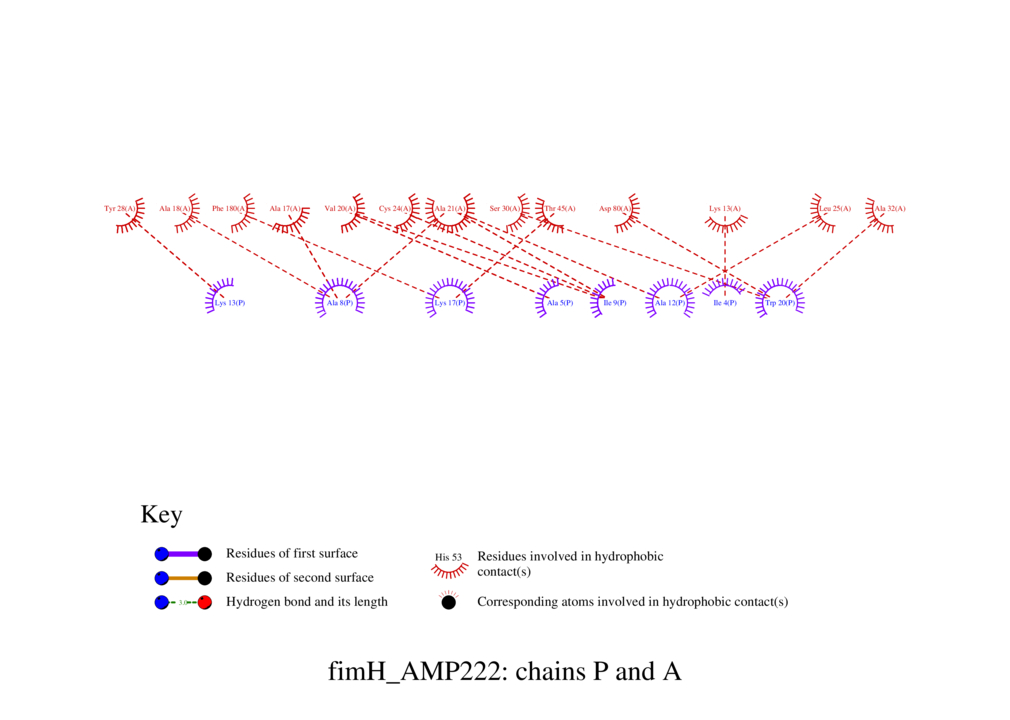 Tyr 28(A) Ala 18(A) Phe 180(A) Ala 17(A) Val 20(A) Cys 24(A) Ala 21(A) Ser 30(A) Thr 45(A) Asp 80(A) Lys 13(A) Leu 25(A) Ala 32(A)
Lys 13(P) Ala 8(P) Lys 17(P) Ala 5(P) Ile 9(P) Ala 12(P) Ile 4(P) Trp 20(P)
Key
Residues of first surface
Residues of second surface
3.0
Hydrogen bond and its length
His 53
Residues involved in hydrophobic
contact(s)
Corresponding atoms involved in hydrophobic contact(s)
fimH_AMP222: chains P and A